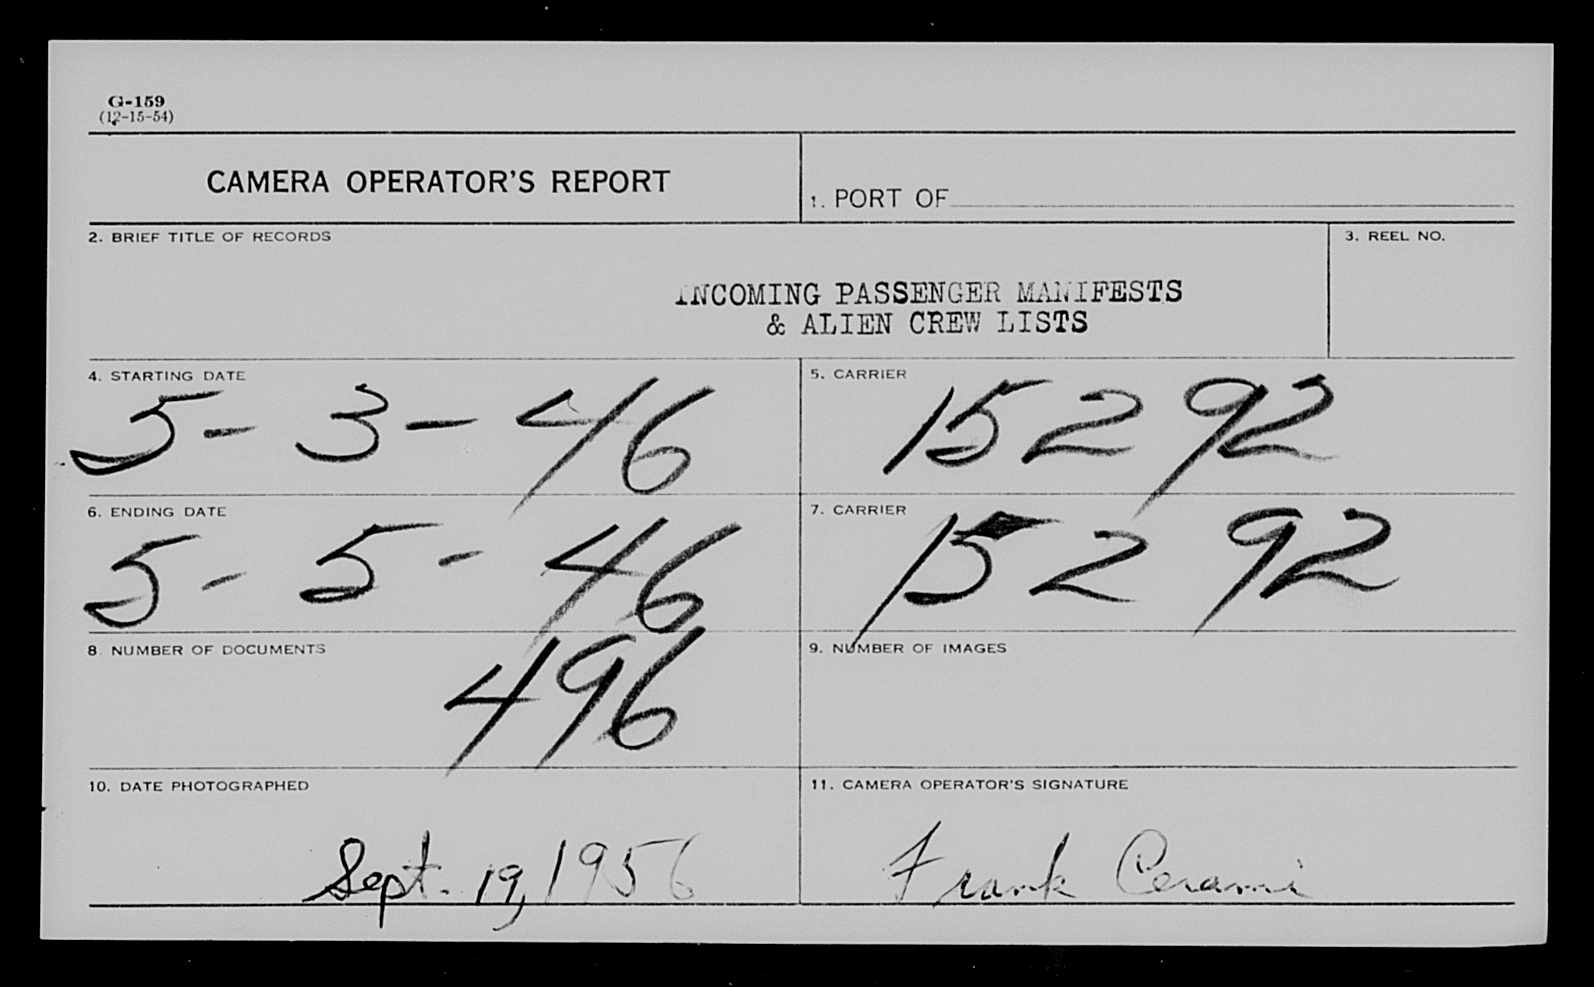 G-159
(12-15-54)
CAMERA OPERATOR'S REPORT
1. PORT OF
2. BRIEF TITLE OF RECORDS
3. REEL NO.
INCOMING PASSENGER MANIFESTS
& ALIEN CREW LISTS
4. STARTING DATE
5-3-46
5. CARRIER
15292
6. ENDING DATE
5-5-46
7. CARRIER
15292
8. NUMBER OF DOCUMENTS
496
9. NUMBER OF IMAGES
10. DATE PHOTOGRAPHED
Sept. 19, 1956
11. CAMERA OPERATOR'S SIGNATURE
Frank Cerami